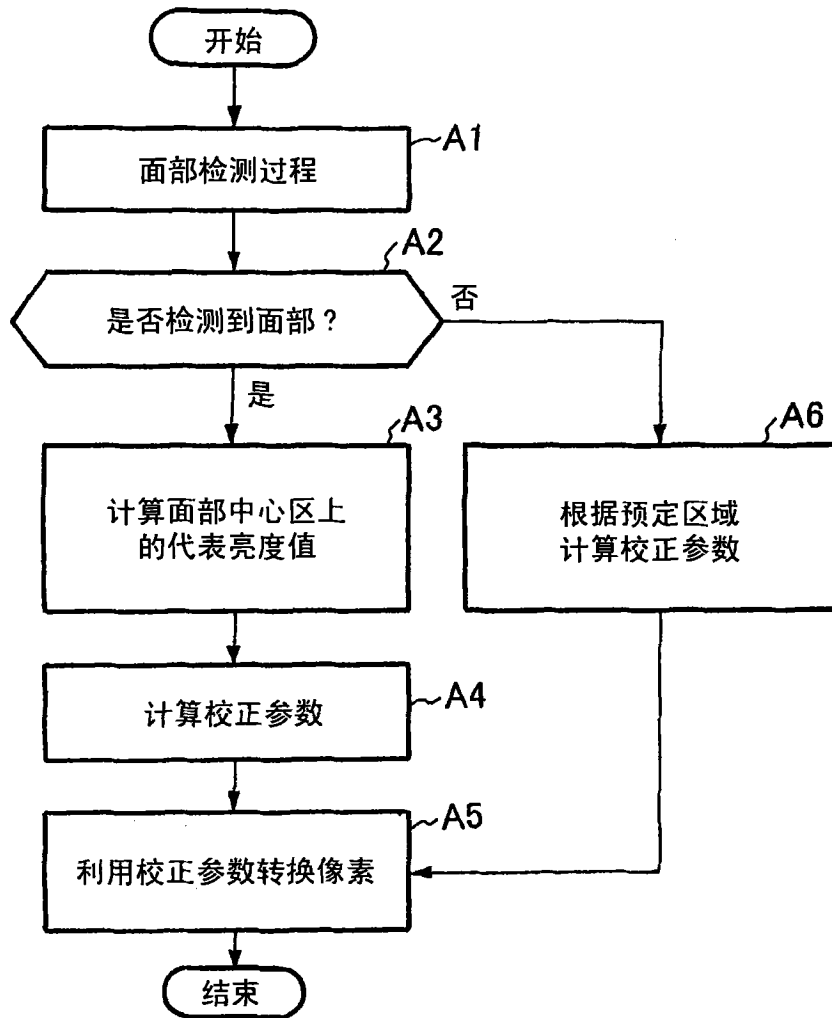 开始
A1
面部检测过程
A2
是否检测到面部？
否
是
A3
计算面部中心区上
的代表亮度值
A6
根据预定区域
计算校正参数
A4
计算校正参数
A5
利用校正参数转换像素
结束